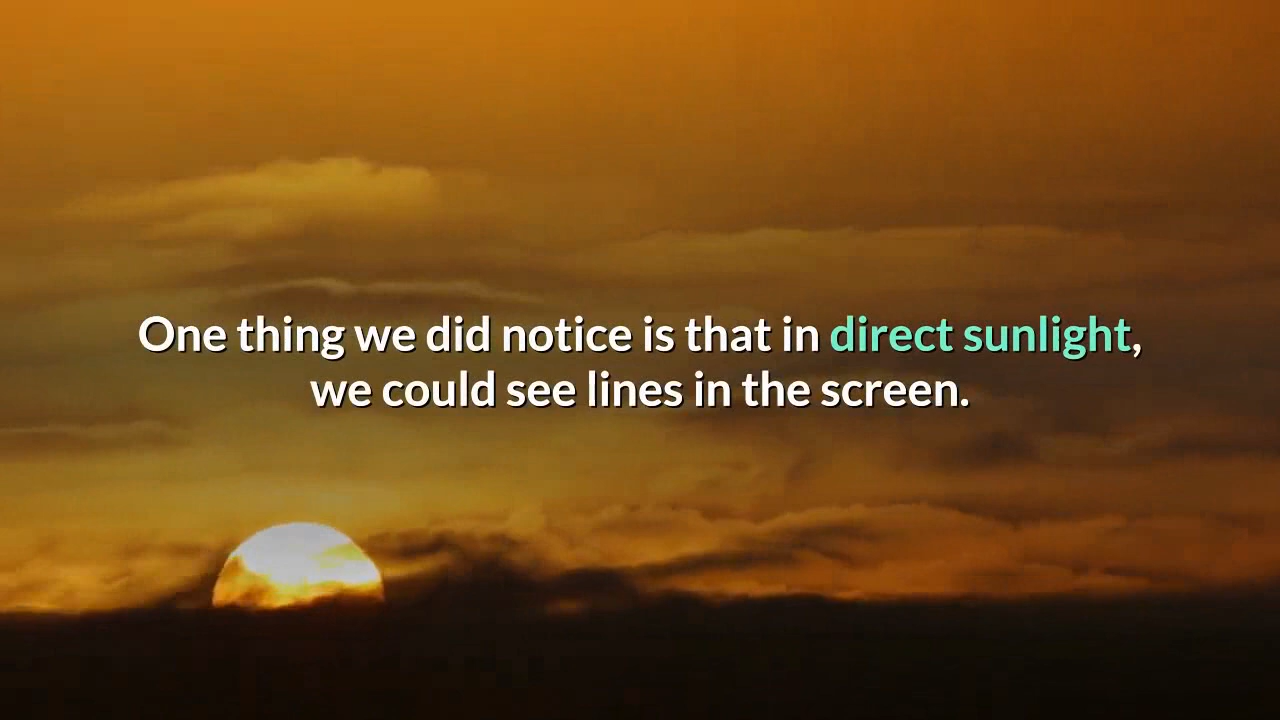 One thing we did notice is that in direct sunlight,
we could see lines in the screen.